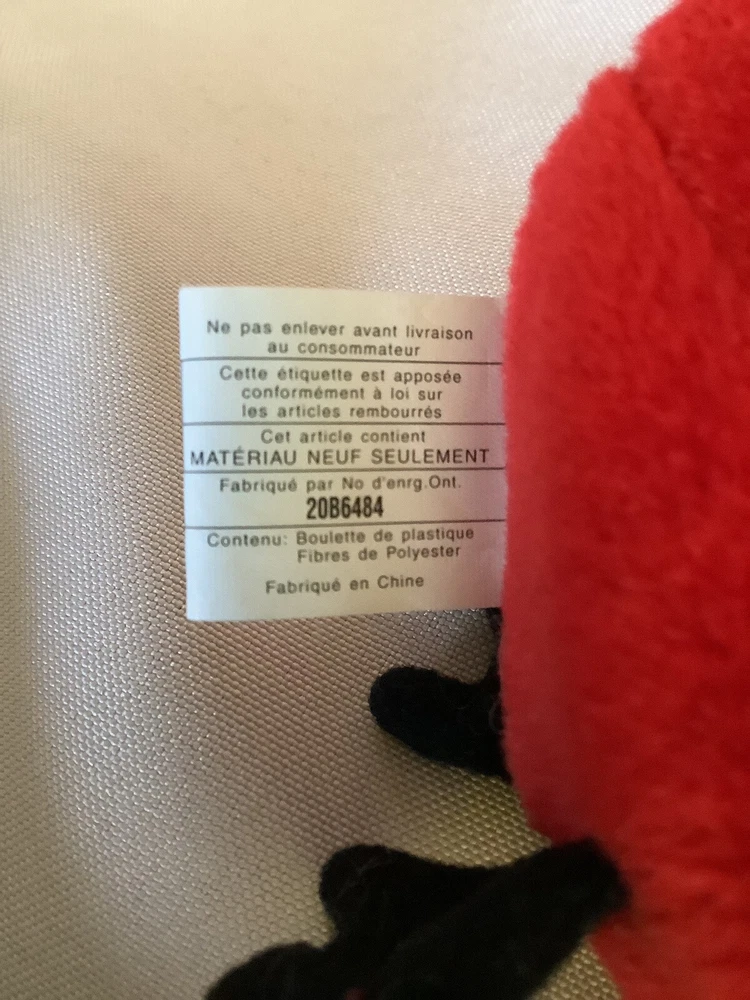 Ne pas enlever avant livraison
au consommateur
Cette étiquette est apposée
conformément à loi sur
les articles rembourrés
Cet article contient
MATÉRIAU NEUF SEULEMENT
Fabriqué par No d'enrg.Ont.
20B6484
Contenu: Boulette de plastique
Fibres de Polyester
Fabriqué en Chine